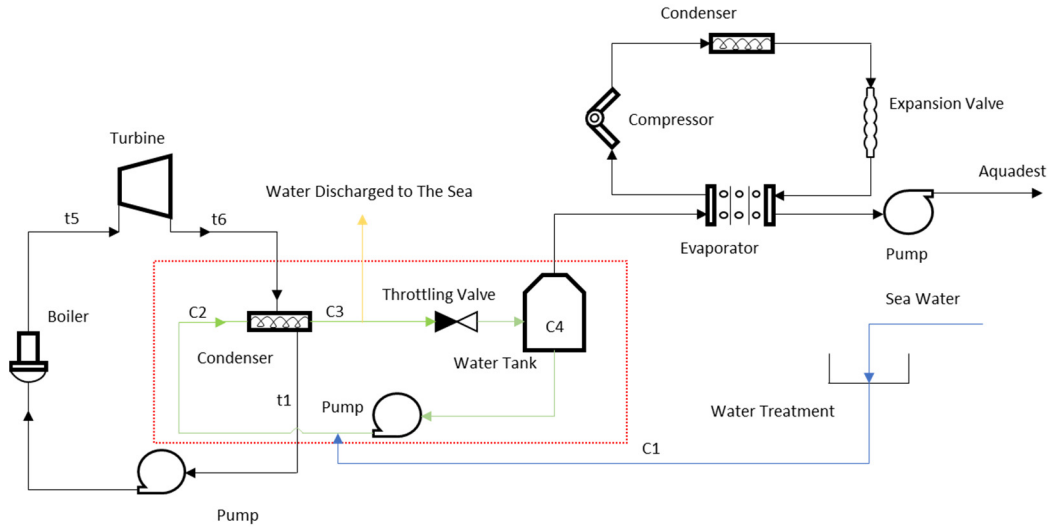 Condenser
Expansion Valve
Compressor
Turbine
Aquadest
Water Discharged to The Sea
t5
t6
Evaporator
Pump
Throttling Valve
Sea Water
Boiler
C2
C3
C4
Condenser
Water Tank
t1
Pump
Water Treatment
C1
Pump